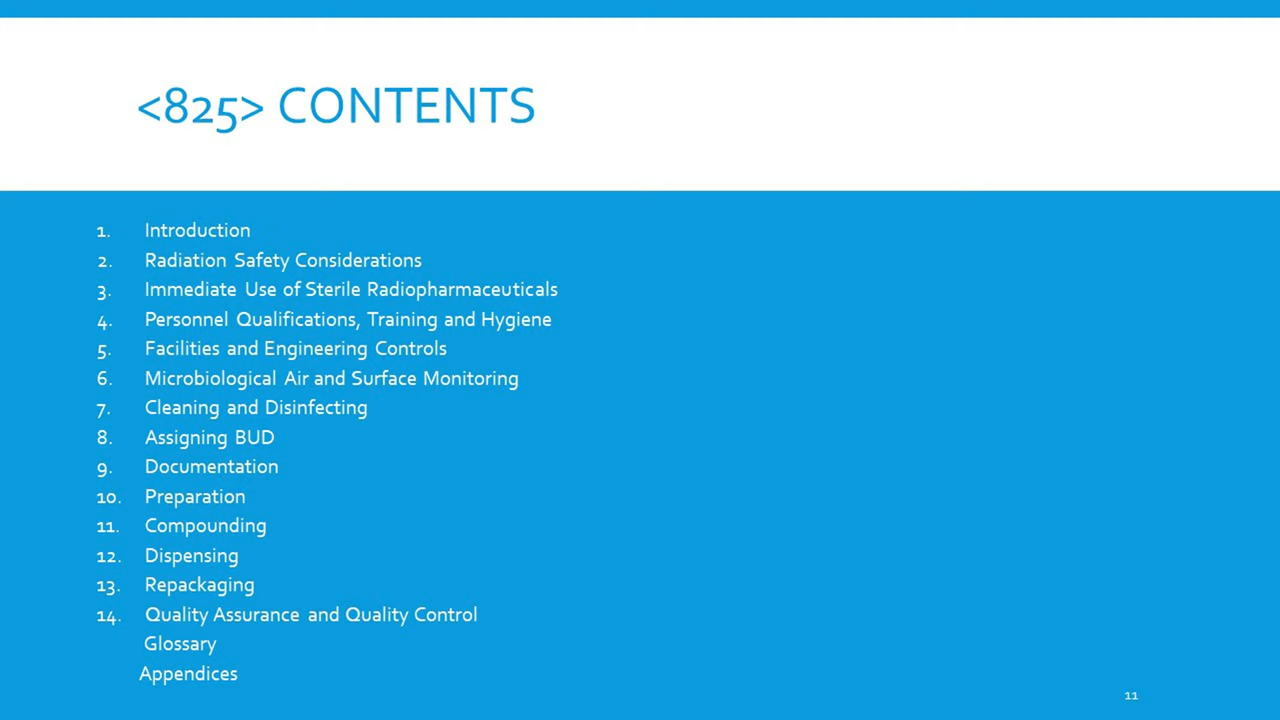 <825> CONTENTS
1. Introduction
2. Radiation Safety Considerations
3. Immediate Use of Sterile Radiopharmaceuticals
4. Personnel Qualifications, Training and Hygiene
5. Facilities and Engineering Controls
6. Microbiological Air and Surface Monitoring
7. Cleaning and Disinfecting
8. Assigning BUD
9. Documentation
10. Preparation
11. Compounding
12. Dispensing
13. Repackaging
14. Quality Assurance and Quality Control
Glossary
Appendices
11